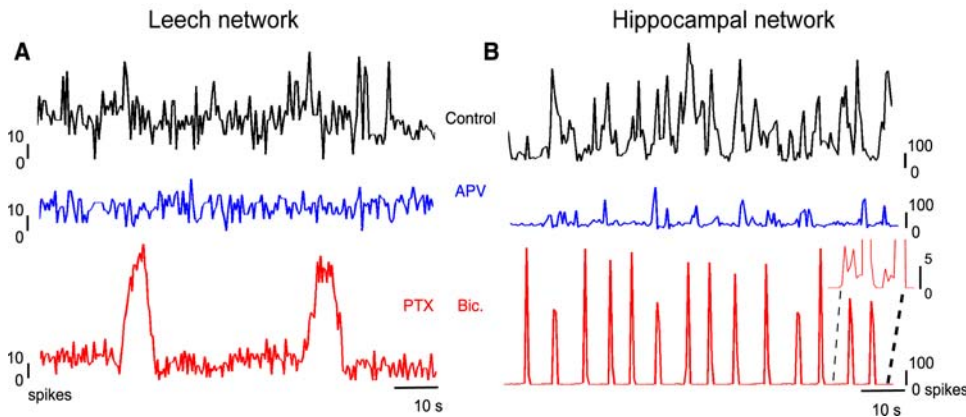 Leech network
Hippocampal network
A
B
Control
10
0
100
0
APV
10
0
100
0
PTX
Bic.
5
0
10
0
spikes
10 s
100
0 spikes
10 s